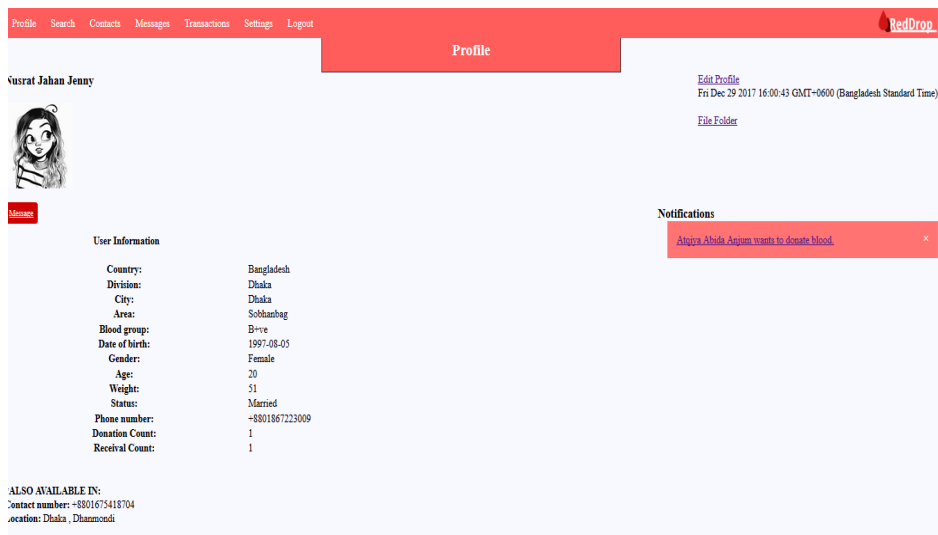 Profile Search Contacts Messages Transactions Settings Logout RedDrop
Profile
Nusrat Jahan Jenny
Edit Profile
Fri Dec 29 2017 16:00:43 GMT+0600 (Bangladesh Standard Time)
File Folder
Message
Notifications
Atqiya Abida Anjum wants to donate blood. ×
User Information
Country: Bangladesh
Division: Dhaka
City: Dhaka
Area: Sobhanbag
Blood group: B+ve
Date of birth: 1997-08-05
Gender: Female
Age: 20
Weight: 51
Status: Married
Phone number: +8801867223009
Donation Count: 1
Receival Count: 1
*ALSO AVAILABLE IN:
Contact number: +8801675418704
Location: Dhaka , Dhanmondi